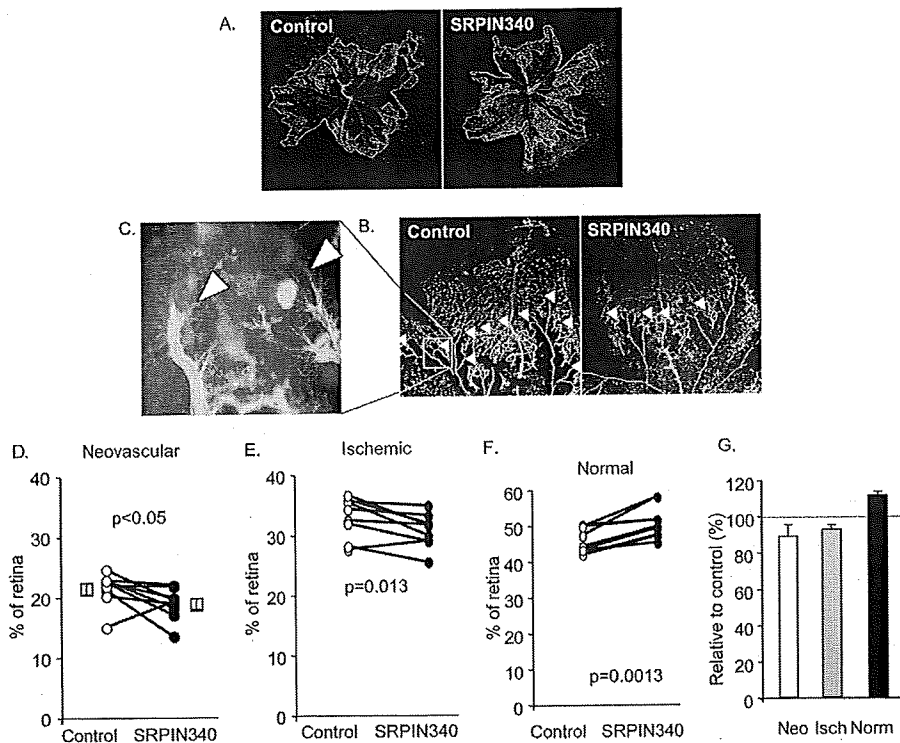 A.
Control
SRPIN340
C.
B.
Control
SRPIN340
D.
Neovascular
% of retina
40
30
20
10
0
p<0.05
Control
SRPIN340
E.
Ischemic
% of retina
40
30
20
10
0
p=0.013
Control
SRPIN340
F.
Normal
% of retina
60
50
40
30
20
10
0
p=0.0013
Control
SRPIN340
G.
Relative to control (%)
120
100
80
60
40
20
0
Neo Isch Norm